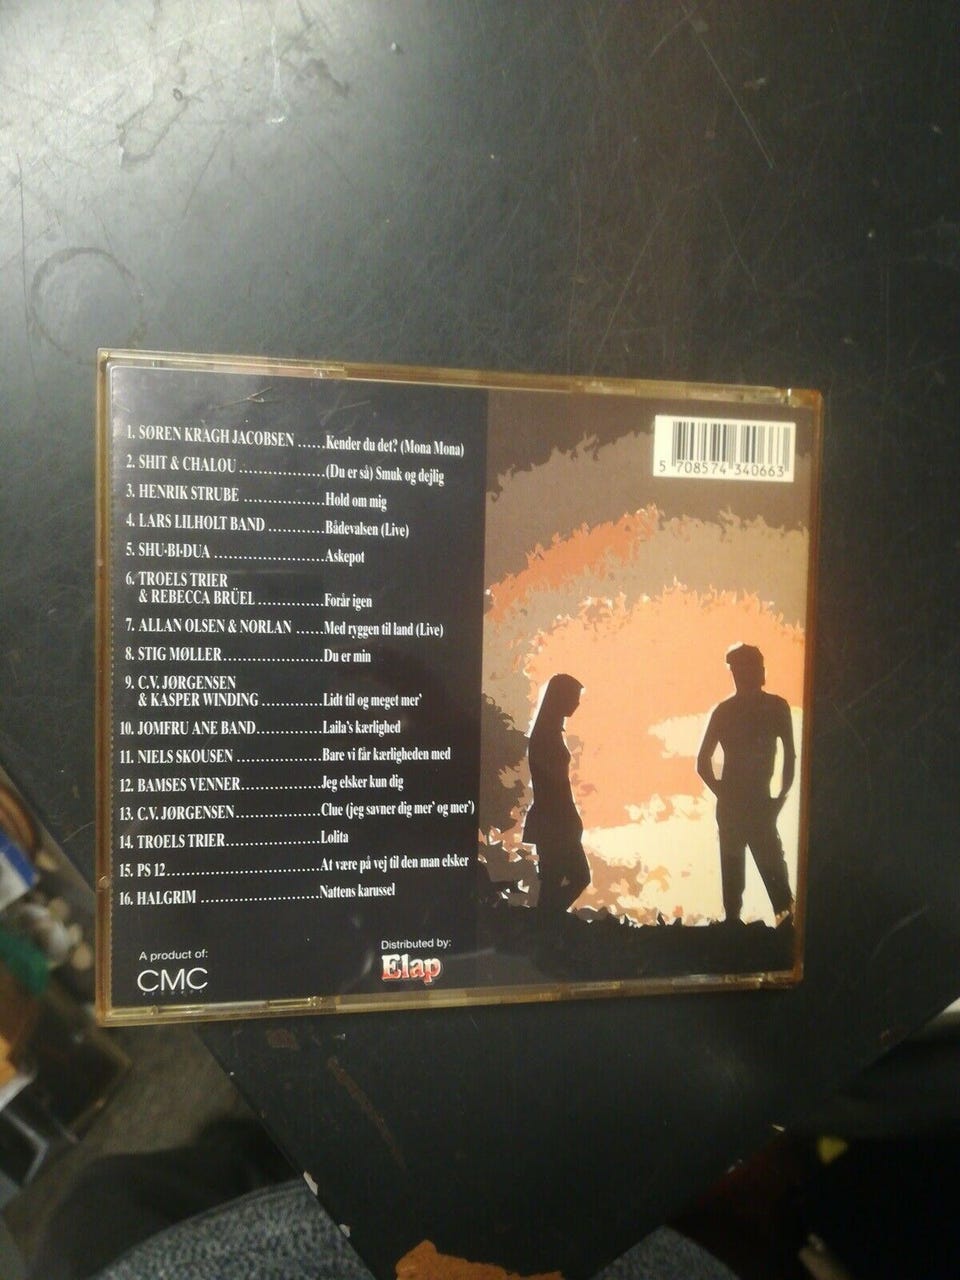 1. SØREN KRAGH JACOBSEN ......Kender du det? (Mona Mona)
2. SHIT & CHALOU ..................(Du er så) Smuk og dejlig
3. HENRIK STRUBE .................Hold om mig
4. LARS LILHOLT BAND ............Bådevalsen (Live)
5. SHU•BI•DUA ........................Askepot
6. TROELS TRIER
& REBECCA BRÜEL ..............Forår igen
7. ALLAN OLSEN & NORLAN ......Med ryggen til land (Live)
8. STIG MØLLER......................Du er min
9. C.V. JØRGENSEN
& KASPER WINDING .............Lidt til og meget mer'
10. JOMFRU ANE BAND..............Laila's kærlighed
11. NIELS SKOUSEN ..................Bare vi får kærligheden med
12. BAMSES VENNER.................Jeg elsker kun dig
13. C.V. JØRGENSEN..................Clue (jeg savner dig mer' og mer')
14. TROELS TRIER.....................Lolita
15. PS 12.................................At være på vej til den man elsker
16. HALGRIM ..........................Nattens karussel
A product of:
CMC
RECORDS
Distributed by:
Elap
5 708574 340663